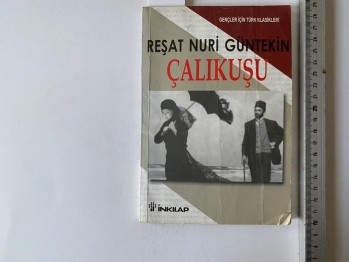 GENÇLER İÇİN TÜRK KLASİKLERİ
REŞAT NURİ GÜNTEKİN
ÇALIKUŞU
İNKILAP